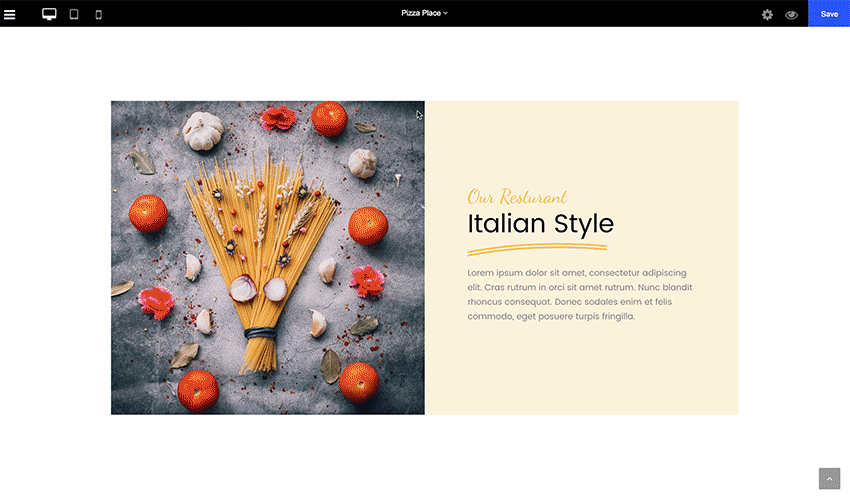 Pizza Place
Save
Our Resturant
Italian Style
Lorem ipsum dolor sit amet, consectetur adipiscing
elit. Cras rutrum in orci sit amet rutrum. Nunc blandit
rhoncus consequat. Donec sodales enim et felis
commodo, eget posuere turpis fringilla.